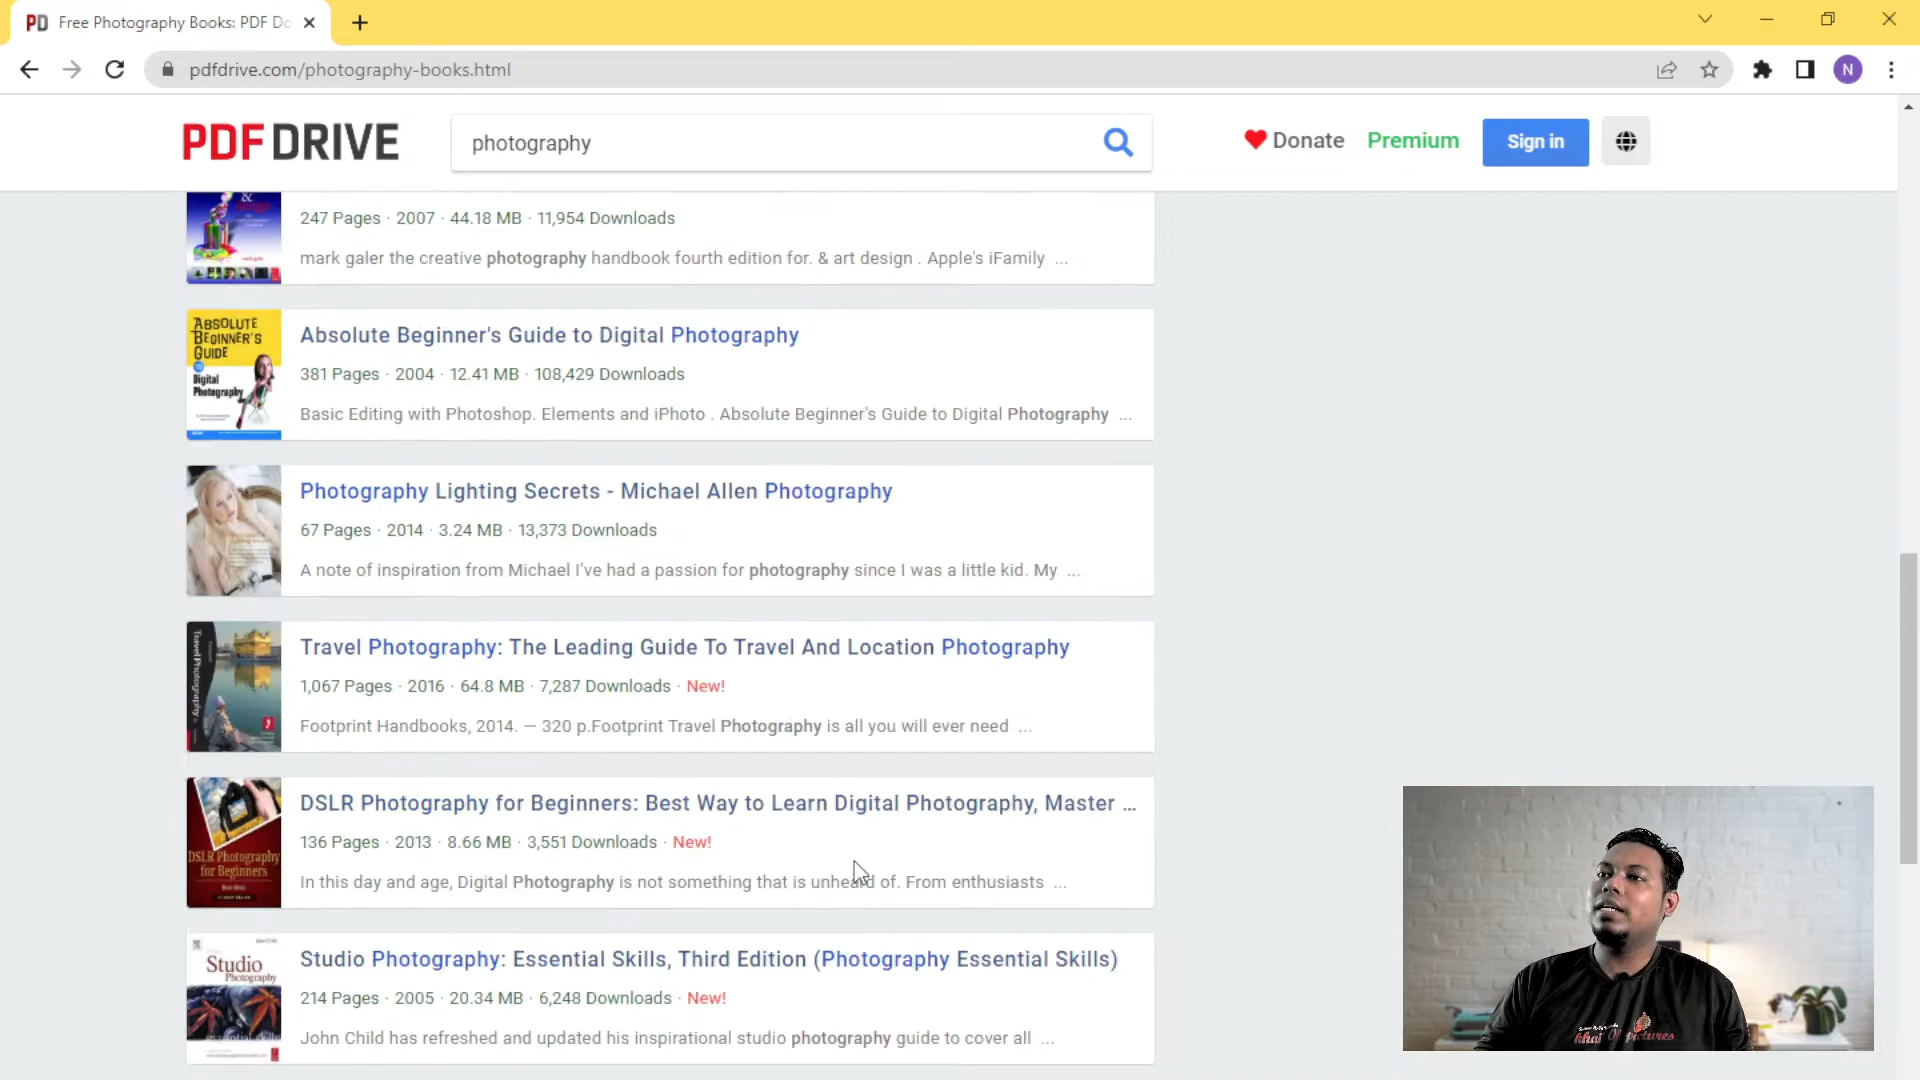 PD Free Photography Books: PDF Do
pdfdrive.com/photography-books.html
N
PDF DRIVE
photography
Donate
Premium
Sign in
&
mark galer
247 Pages · 2007 · 44.18 MB · 11,954 Downloads
mark galer the creative photography handbook fourth edition for. & art design . Apple's iFamily ...
ABSOLUTE
BEGINNER'S
GUIDE
Digital
Photography
Absolute Beginner's Guide to Digital Photography
381 Pages · 2004 · 12.41 MB · 108,429 Downloads
Basic Editing with Photoshop. Elements and iPhoto . Absolute Beginner's Guide to Digital Photography ...
Photography Lighting Secrets - Michael Allen Photography
67 Pages · 2014 · 3.24 MB · 13,373 Downloads
A note of inspiration from Michael I've had a passion for photography since I was a little kid. My ...
Travel Photography
Travel Photography: The Leading Guide To Travel And Location Photography
1,067 Pages · 2016 · 64.8 MB · 7,287 Downloads · New!
Footprint Handbooks, 2014. — 320 p.Footprint Travel Photography is all you will ever need ...
DSLR Photography
for Beginners
DSLR Photography for Beginners: Best Way to Learn Digital Photography, Master ...
136 Pages · 2013 · 8.66 MB · 3,551 Downloads · New!
In this day and age, Digital Photography is not something that is unheard of. From enthusiasts ...
Studio
Photography
essential skills
Studio Photography: Essential Skills, Third Edition (Photography Essential Skills)
214 Pages · 2005 · 20.34 MB · 6,248 Downloads · New!
John Child has refreshed and updated his inspirational studio photography guide to cover all ...
khai pictures